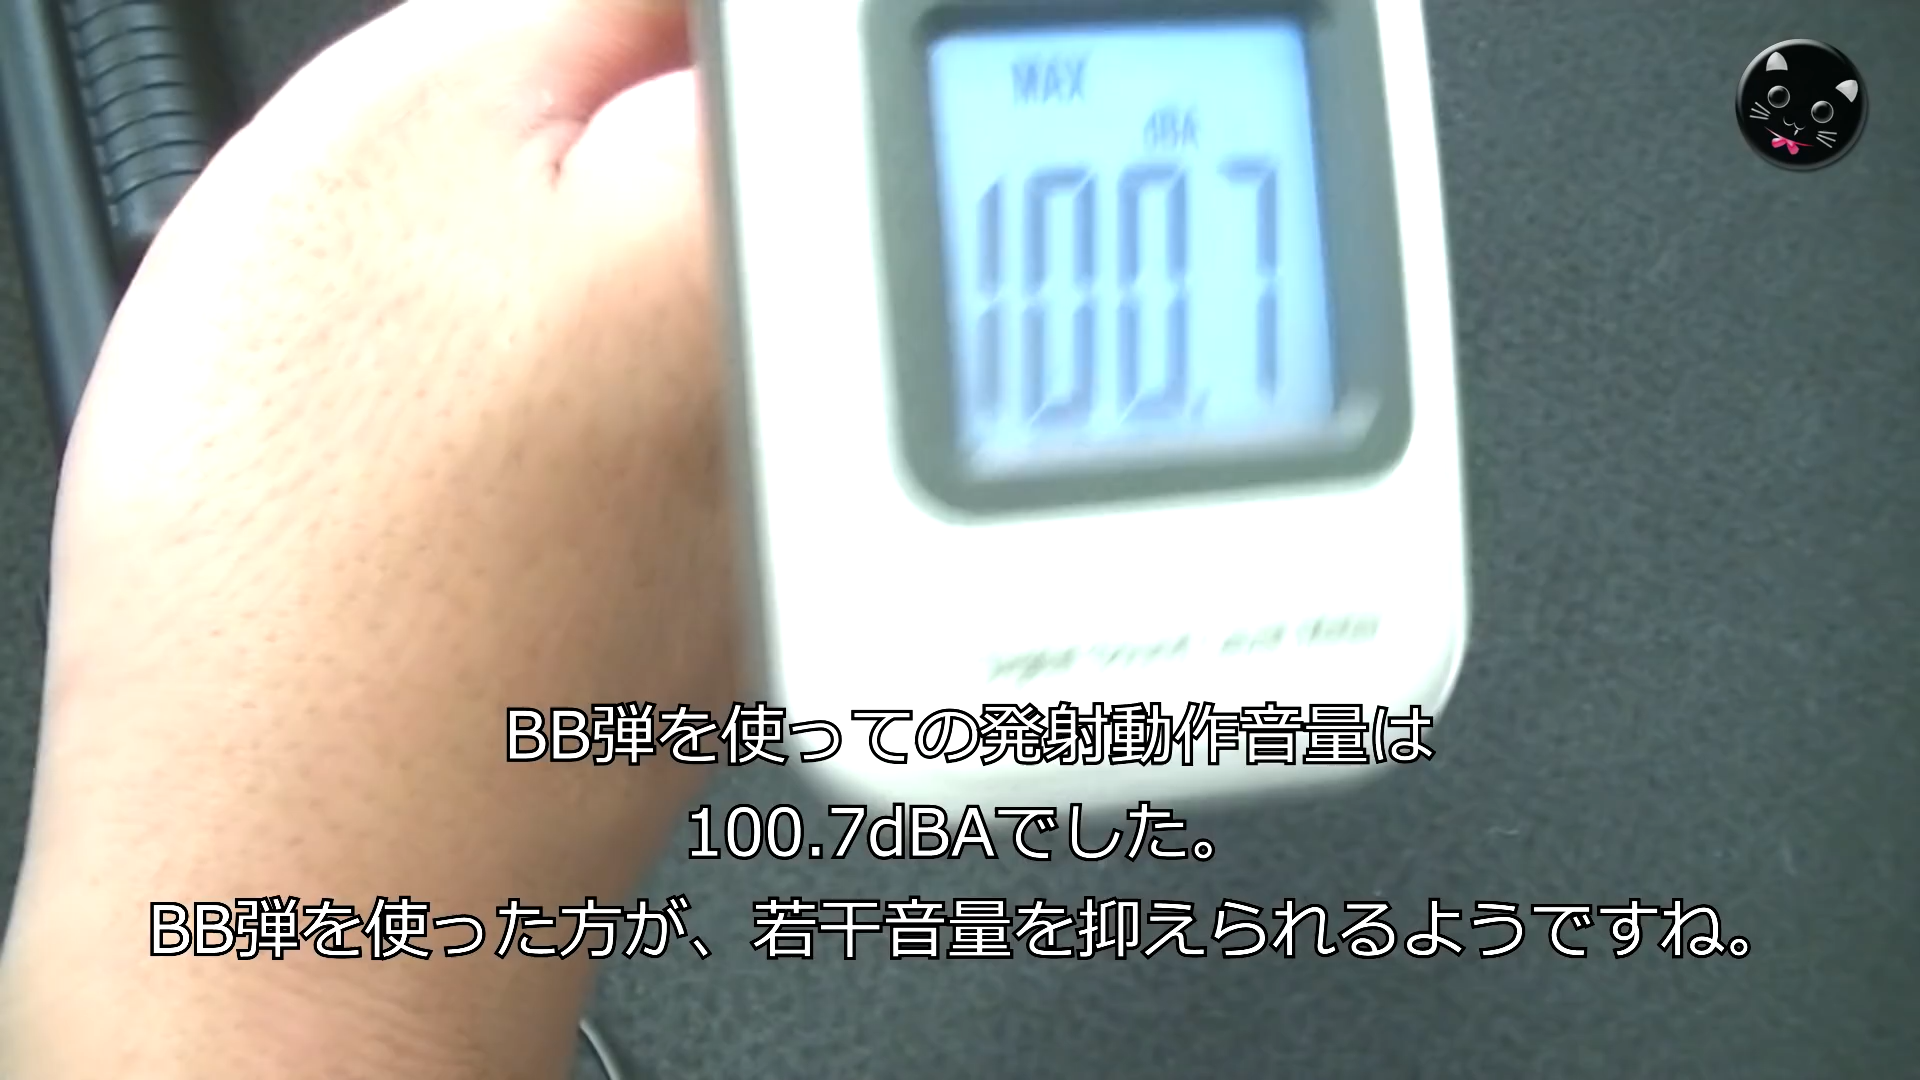 MAX
dBA
100.7
BB弾を使っての発射動作音量は
100.7dBAでした。
BB弾を使った方が、若干音量を抑えられるようですね。